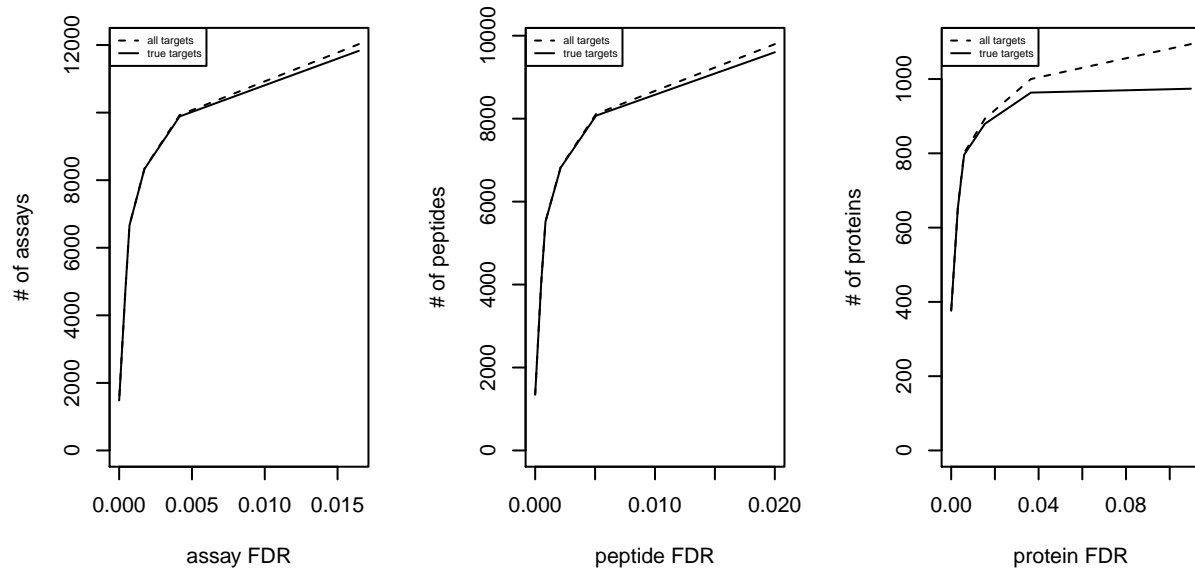 all targets
true targets
# of assays
0
2000
4000
6000
8000
12000
0.000
0.005
0.010
0.015
assay FDR
all targets
true targets
# of peptides
0
2000
4000
6000
8000
10000
0.000
0.010
0.020
peptide FDR
all targets
true targets
# of proteins
0
200
400
600
800
1000
0.00
0.04
0.08
protein FDR